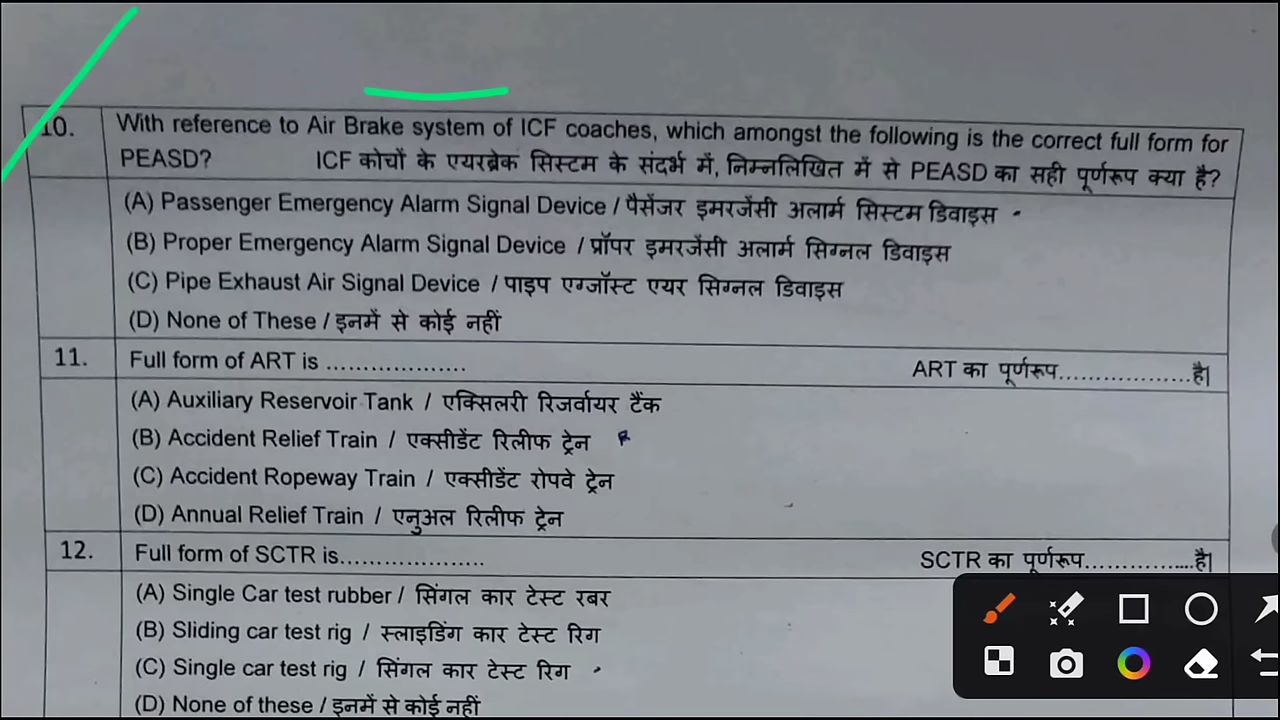 10. With reference to Air Brake system of ICF coaches, which amongst the following is the correct full form for
PEASD? ICF कोचों के एयरब्रेक सिस्टम के संदर्भ में, निम्नलिखित में से PEASD का सही पूर्णरूप क्या है?
(A) Passenger Emergency Alarm Signal Device / पैसेंजर इमरजेंसी अलार्म सिस्टम डिवाइस
(B) Proper Emergency Alarm Signal Device / प्रॉपर इमरजेंसी अलार्म सिग्नल डिवाइस
(C) Pipe Exhaust Air Signal Device / पाइप एग्जॉस्ट एयर सिग्नल डिवाइस
(D) None of These / इनमें से कोई नहीं
11. Full form of ART is ………………… ART का पूर्णरूप………………..है|
(A) Auxiliary Reservoir Tank / एक्सिलरी रिजर्वायर टैंक
(B) Accident Relief Train / एक्सीडेंट रिलीफ ट्रेन
(C) Accident Ropeway Train / एक्सीडेंट रोपवे ट्रेन
(D) Annual Relief Train / एनुअल रिलीफ ट्रेन
12. Full form of SCTR is………………….. SCTR का पूर्णरूप…………......है|
(A) Single Car test rubber / सिंगल कार टेस्ट रबर
(B) Sliding car test rig / स्लाइडिंग कार टेस्ट रिग
(C) Single car test rig / सिंगल कार टेस्ट रिग
(D) None of these / इनमें से कोई नहीं